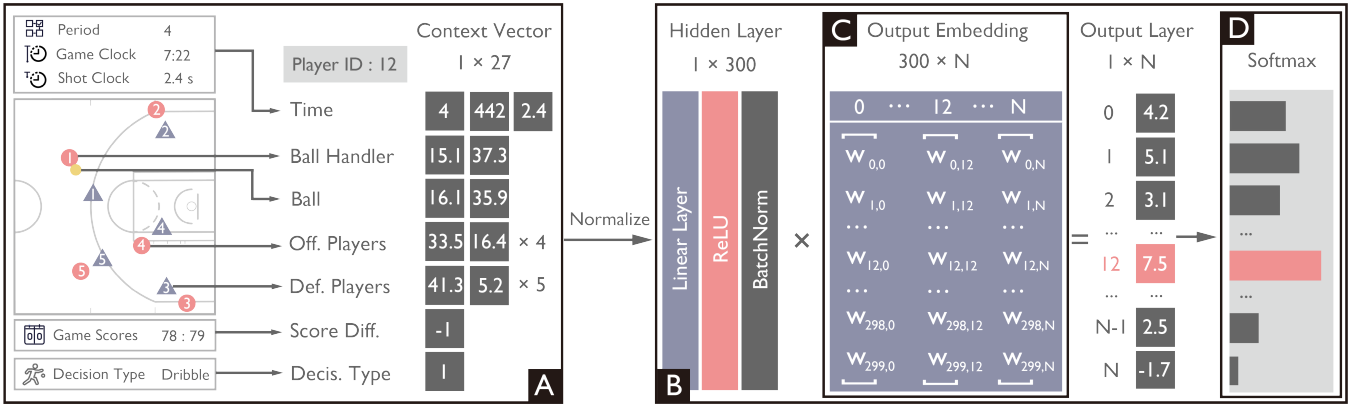 Period 4
Game Clock 7:22
Shot Clock 2.4 s
2
2
1
1
4
4
5
5
3
3
Game Scores 78 : 79
Decision Type Dribble
Player ID : 12
Context Vector
1 × 27
Time 4 442 2.4
Ball Handler 15.1 37.3
Ball 16.1 35.9
Off. Players 33.5 16.4 × 4
Def. Players 41.3 5.2 × 5
Score Diff. -1
Decis. Type 1
A
Normalize
B
Hidden Layer
1 × 300
Linear Layer
ReLU
BatchNorm
×
C
Output Embedding
300 × N
0 ... 12 ... N
W0,0 W0,12 W0,N
W1,0 W1,12 W1,N
... ... ...
W12,0 W12,12 W12,N
... ... ...
W298,0 W298,12 W298,N
W299,0 W299,12 W299,N
=
Output Layer
1 × N
0 4.2
1 5.1
2 3.1
... ...
12 7.5
... ...
N-1 2.5
N -1.7
D
Softmax
...
...